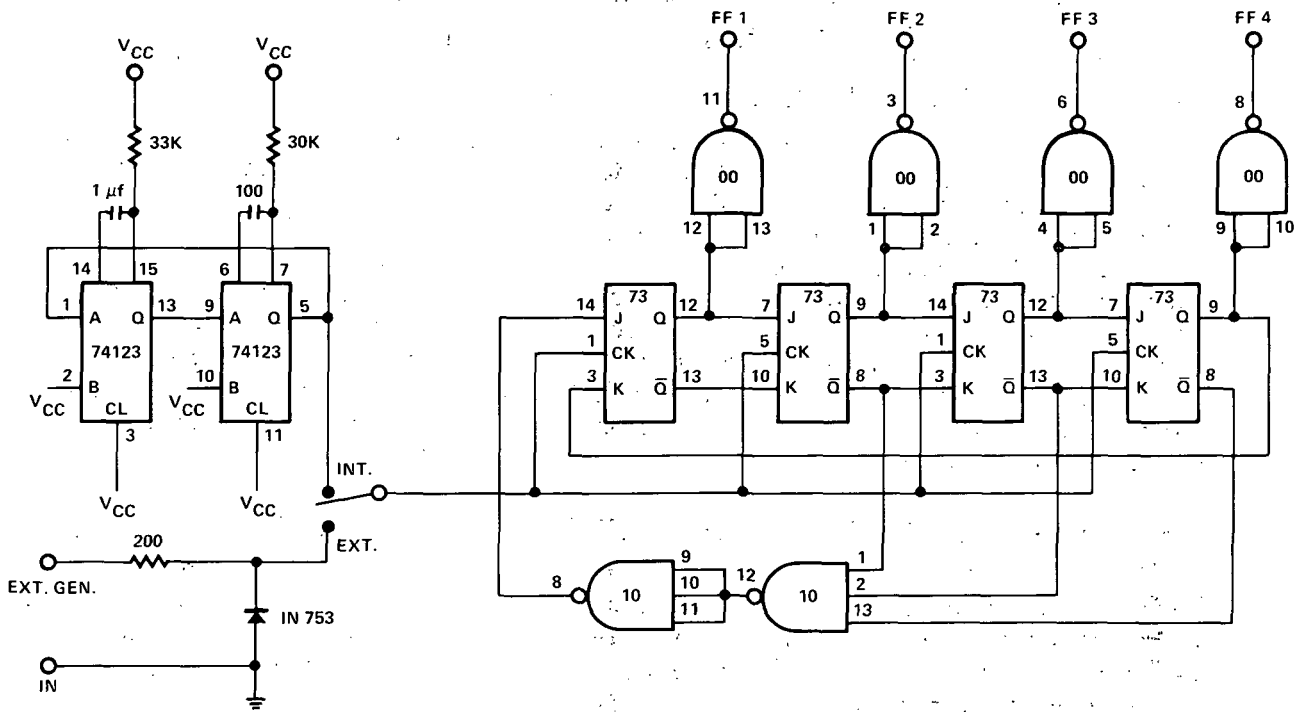 FF 1
FF 2
FF 3
FF 4
V CC
V CC
11
3
6
8
33K
30K
00
00
00
00
1 µf
100
12
13
1
2
4
5
9
10
14
15
6
7
1
A
Q
13
9
A
Q
5
74123
74123
2
B
10
B
V CC
CL
V CC
CL
3
11
V CC
V CC
14
73
J
Q
12
7
73
J
Q
9
14
73
J
Q
12
7
73
J
Q
9
1
CK
5
CK
1
CK
5
CK
3
K
Q̅
13
10
K
Q̅
8
3
K
Q̅
13
10
K
Q̅
8
INT.
EXT.
200
EXT. GEN.
IN 753
IN
8
10
9
10
11
12
10
1
2
13